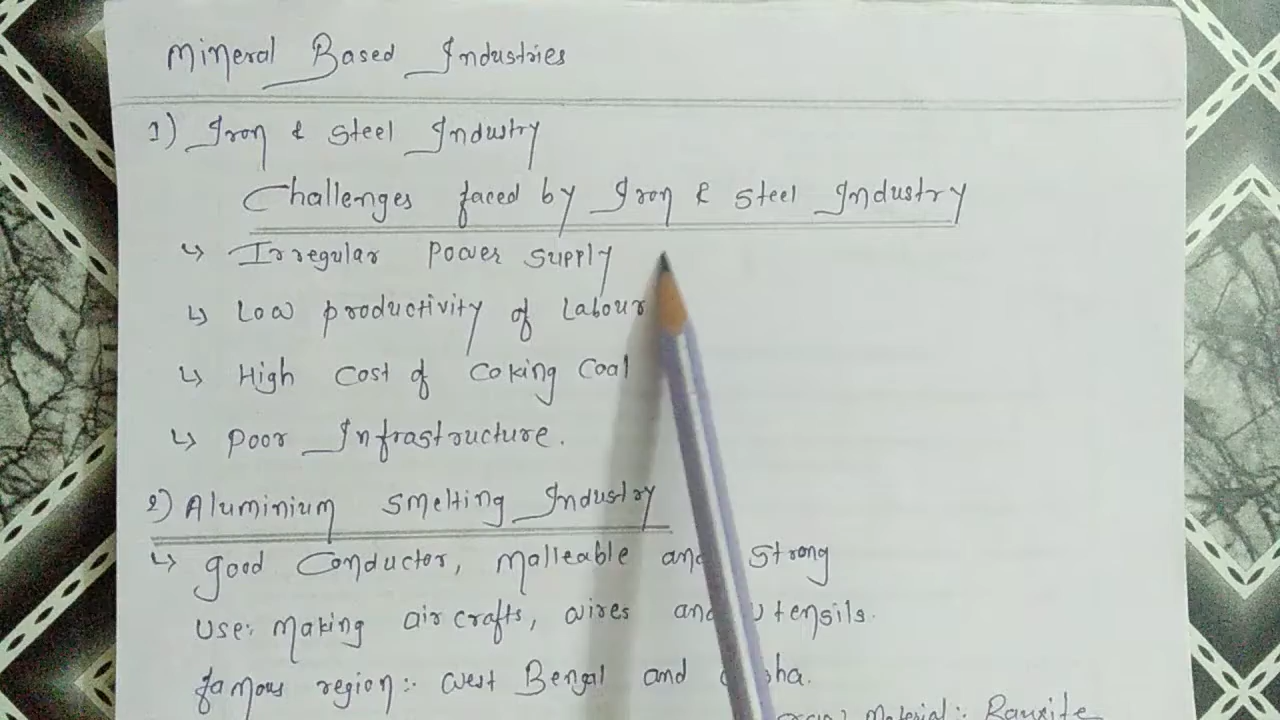 Mineral Based Industries
1) Iron & Steel Industry
Challenges faced by Iron & Steel Industry
↳ Irregular Power Supply
↳ Low productivity of Labour
↳ High Cost of Coking Coal
↳ Poor Infrastructure.
2) Aluminium Smelting Industry
↳ good Conductor, Malleable and Strong
Use: Making air crafts, wires and Utensils.
famous region:- West Bengal and
Material:- Bauxite